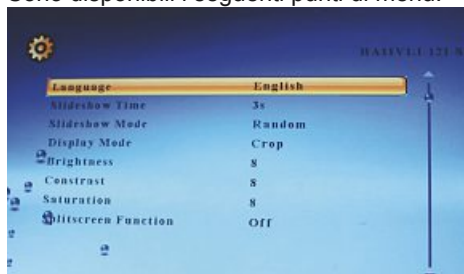 Sono disponibili i seguenti punti di menu:
Language English
Slideshow Time 3s
Slideshow Mode Random
Display Mode Crop
Brightness 8
Constrast 8
Saturation 8
Splitscreen Function Off